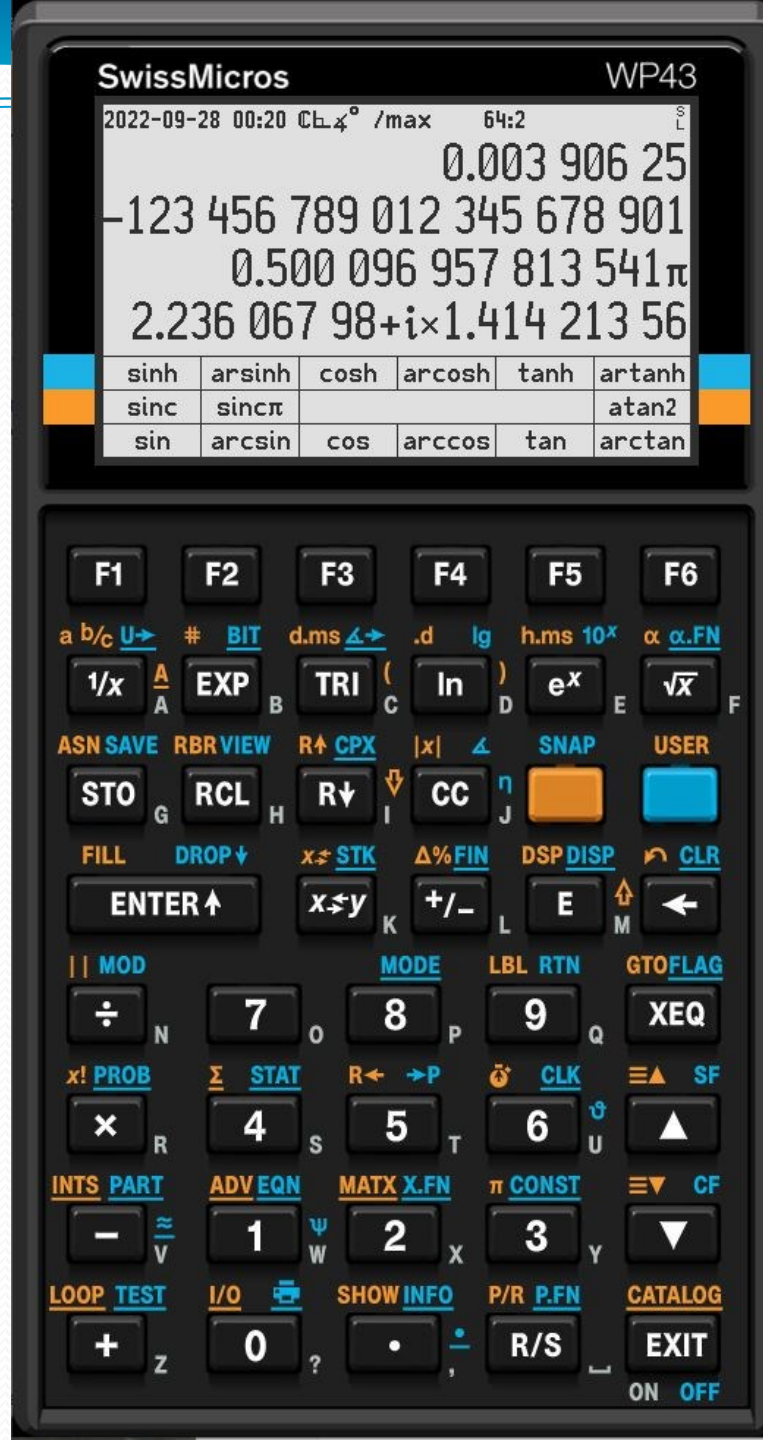 SwissMicros WP43
2022-09-28 00:20 ℂ⊾∡° /max 64:2 S L
0.003 906 25
-123 456 789 012 345 678 901
0.500 096 957 813 541π
2.236 067 98+i×1.414 213 56
sinh arsinh cosh arcosh tanh artanh
sinc sincπ atan2
sin arcsin cos arccos tan arctan
F1 F2 F3 F4 F5 F6
a b/c U➔ # BIT d.ms ∡➔ .d lg h.ms 10ˣ α α.FN
1/x A A EXP B TRI ( C ln ) D eˣ E √x F
ASN SAVE RBR VIEW R↑ CPX |x| ∡ SNAP USER
STO G RCL H R↓ ⇩ I CC η J
FILL DROP↓ x⇄ STK Δ% FIN DSP DISP ↶ CLR
ENTER↑ x⇄y K +/− L E ⇧ M ←
|| MOD MODE LBL RTN GTO FLAG
÷ N 7 O 8 P 9 Q XEQ
x! PROB Σ STAT R← →P ⏱ CLK ≡▲ SF
× R 4 S 5 T 6 ϑ U ▲
INTS PART ADV EQN MATX X.FN π CONST ≡▼ CF
− ≈ V 1 ψ W 2 X 3 Y ▼
LOOP TEST I/O 🖶 SHOW INFO P/R P.FN CATALOG
+ Z 0 ? • • , R/S ⎵ EXIT
ON OFF